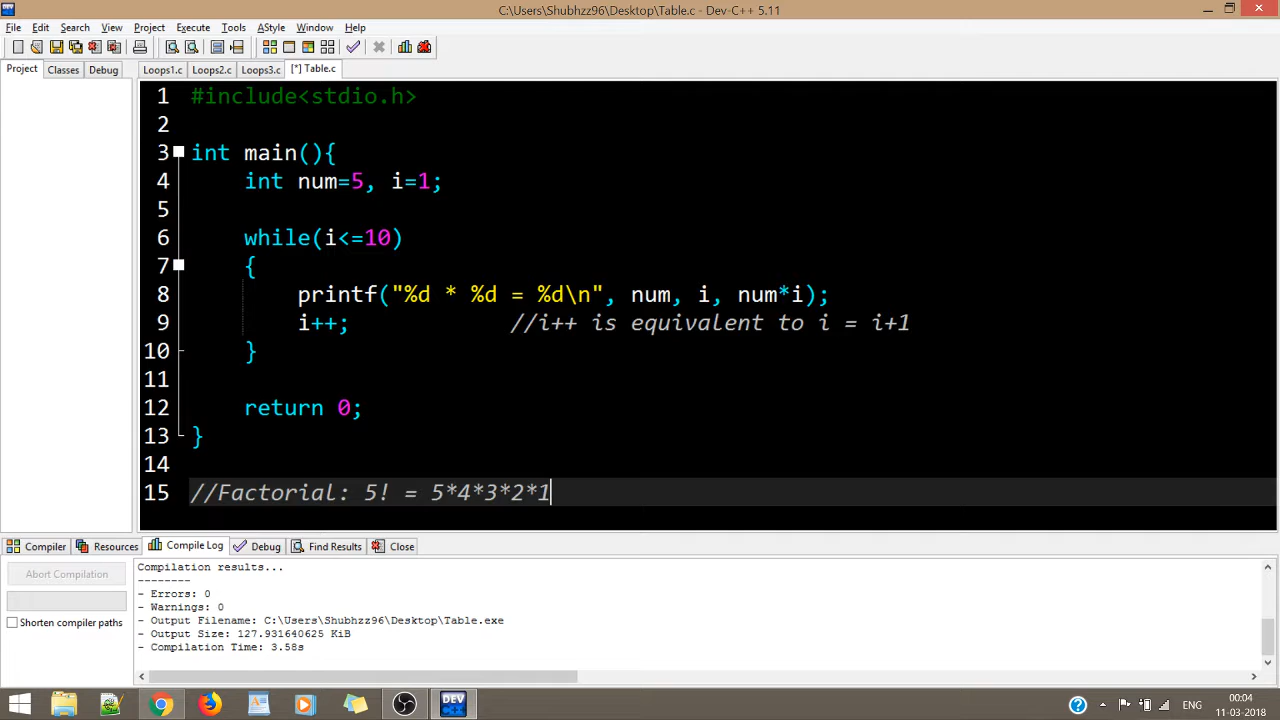 C:\Users\Shubhzz96\Desktop\Table.c - Dev-C++ 5.11
File Edit Search View Project Execute Tools AStyle Window Help
Project Classes Debug Loops1.c Loops2.c Loops3.c [*] Table.c
1 #include<stdio.h>
2
3 int main(){
4 int num=5, i=1;
5
6 while(i<=10)
7 {
8 printf("%d * %d = %d\n", num, i, num*i);
9 i++; //i++ is equivalent to i = i+1
10 }
11
12 return 0;
13 }
14
15 //Factorial: 5! = 5*4*3*2*1
Compiler Resources Compile Log Debug Find Results Close
Abort Compilation
Shorten compiler paths
Compilation results...
--------
- Errors: 0
- Warnings: 0
- Output Filename: C:\Users\Shubhzz96\Desktop\Table.exe
- Output Size: 127.931640625 KiB
- Compilation Time: 3.58s
DEV
C++
? ENG
00:04
11-03-2018